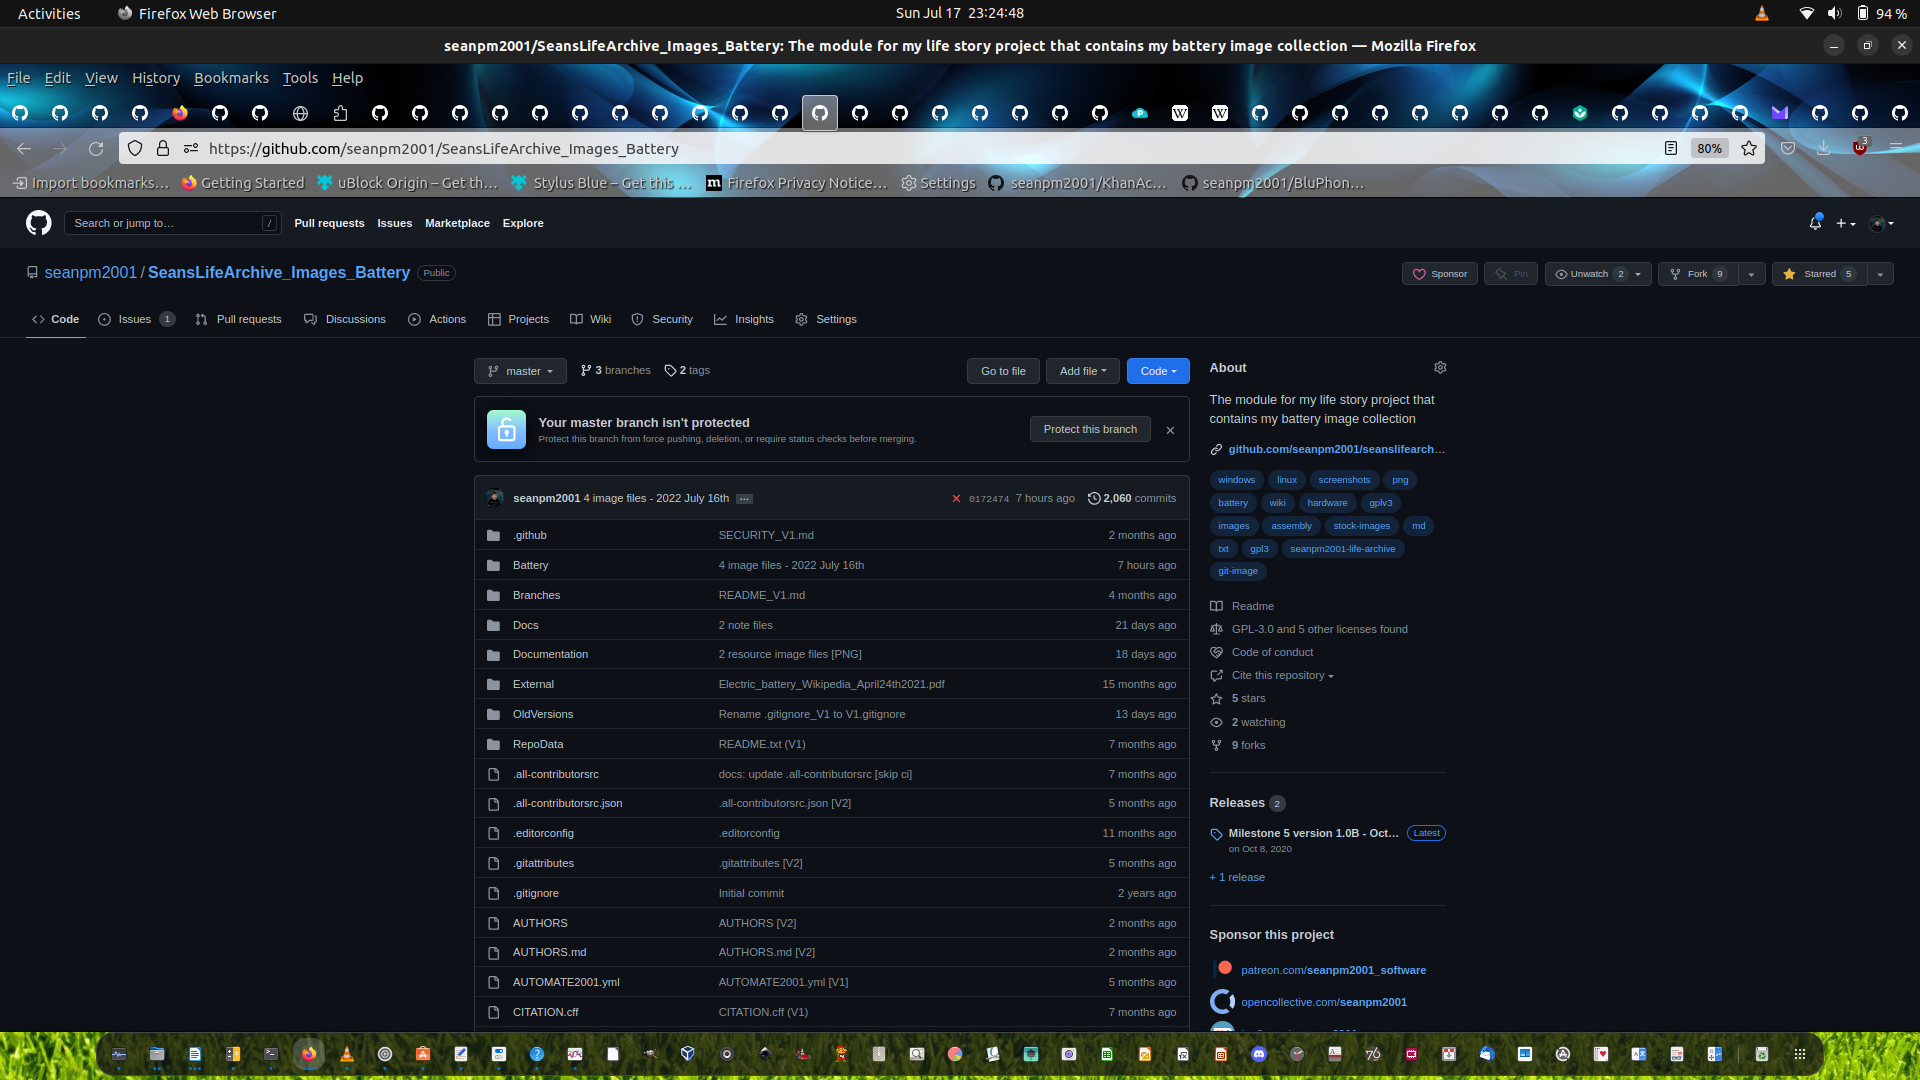 Activities Firefox Web Browser Sun Jul 17 23:24:48 94 %
seanpm2001/SeansLifeArchive_Images_Battery: The module for my life story project that contains my battery image collection — Mozilla Firefox
File Edit View History Bookmarks Tools Help
https://github.com/seanpm2001/SeansLifeArchive_Images_Battery 80% 3
Import bookmarks… Getting Started uBlock Origin – Get th… Stylus Blue – Get this … Firefox Privacy Notice… Settings seanpm2001/KhanAc… seanpm2001/BluPhon…
Search or jump to… / Pull requests Issues Marketplace Explore
seanpm2001 / SeansLifeArchive_Images_Battery Public Sponsor Pin Unwatch 2 Fork 9 Starred 5
Code Issues 1 Pull requests Discussions Actions Projects Wiki Security Insights Settings
master 3 branches 2 tags Go to file Add file Code
Your master branch isn't protected
Protect this branch from force pushing, deletion, or require status checks before merging.
Protect this branch
seanpm2001 4 image files - 2022 July 16th … 0172474 7 hours ago 2,060 commits
.github SECURITY_V1.md 2 months ago
Battery 4 image files - 2022 July 16th 7 hours ago
Branches README_V1.md 4 months ago
Docs 2 note files 21 days ago
Documentation 2 resource image files [PNG] 18 days ago
External Electric_battery_Wikipedia_April24th2021.pdf 15 months ago
OldVersions Rename .gitignore_V1 to V1.gitignore 13 days ago
RepoData README.txt (V1) 7 months ago
.all-contributorsrc docs: update .all-contributorsrc [skip ci] 7 months ago
.all-contributorsrc.json .all-contributorsrc.json [V2] 5 months ago
.editorconfig .editorconfig 11 months ago
.gitattributes .gitattributes [V2] 5 months ago
.gitignore Initial commit 2 years ago
AUTHORS AUTHORS [V2] 2 months ago
AUTHORS.md AUTHORS.md [V2] 2 months ago
AUTOMATE2001.yml AUTOMATE2001.yml [V1] 5 months ago
CITATION.cff CITATION.cff (V1) 7 months ago
About
The module for my life story project that
contains my battery image collection
github.com/seanpm2001/seanslifearch…
windows linux screenshots png
battery wiki hardware gplv3
images assembly stock-images md
txt gpl3 seanpm2001-life-archive
git-image
Readme
GPL-3.0 and 5 other licenses found
Code of conduct
Cite this repository
5 stars
2 watching
9 forks
Releases 2
Milestone 5 version 1.0B - Oct… Latest
on Oct 8, 2020
+ 1 release
Sponsor this project
patreon.com/seanpm2001_software
opencollective.com/seanpm2001